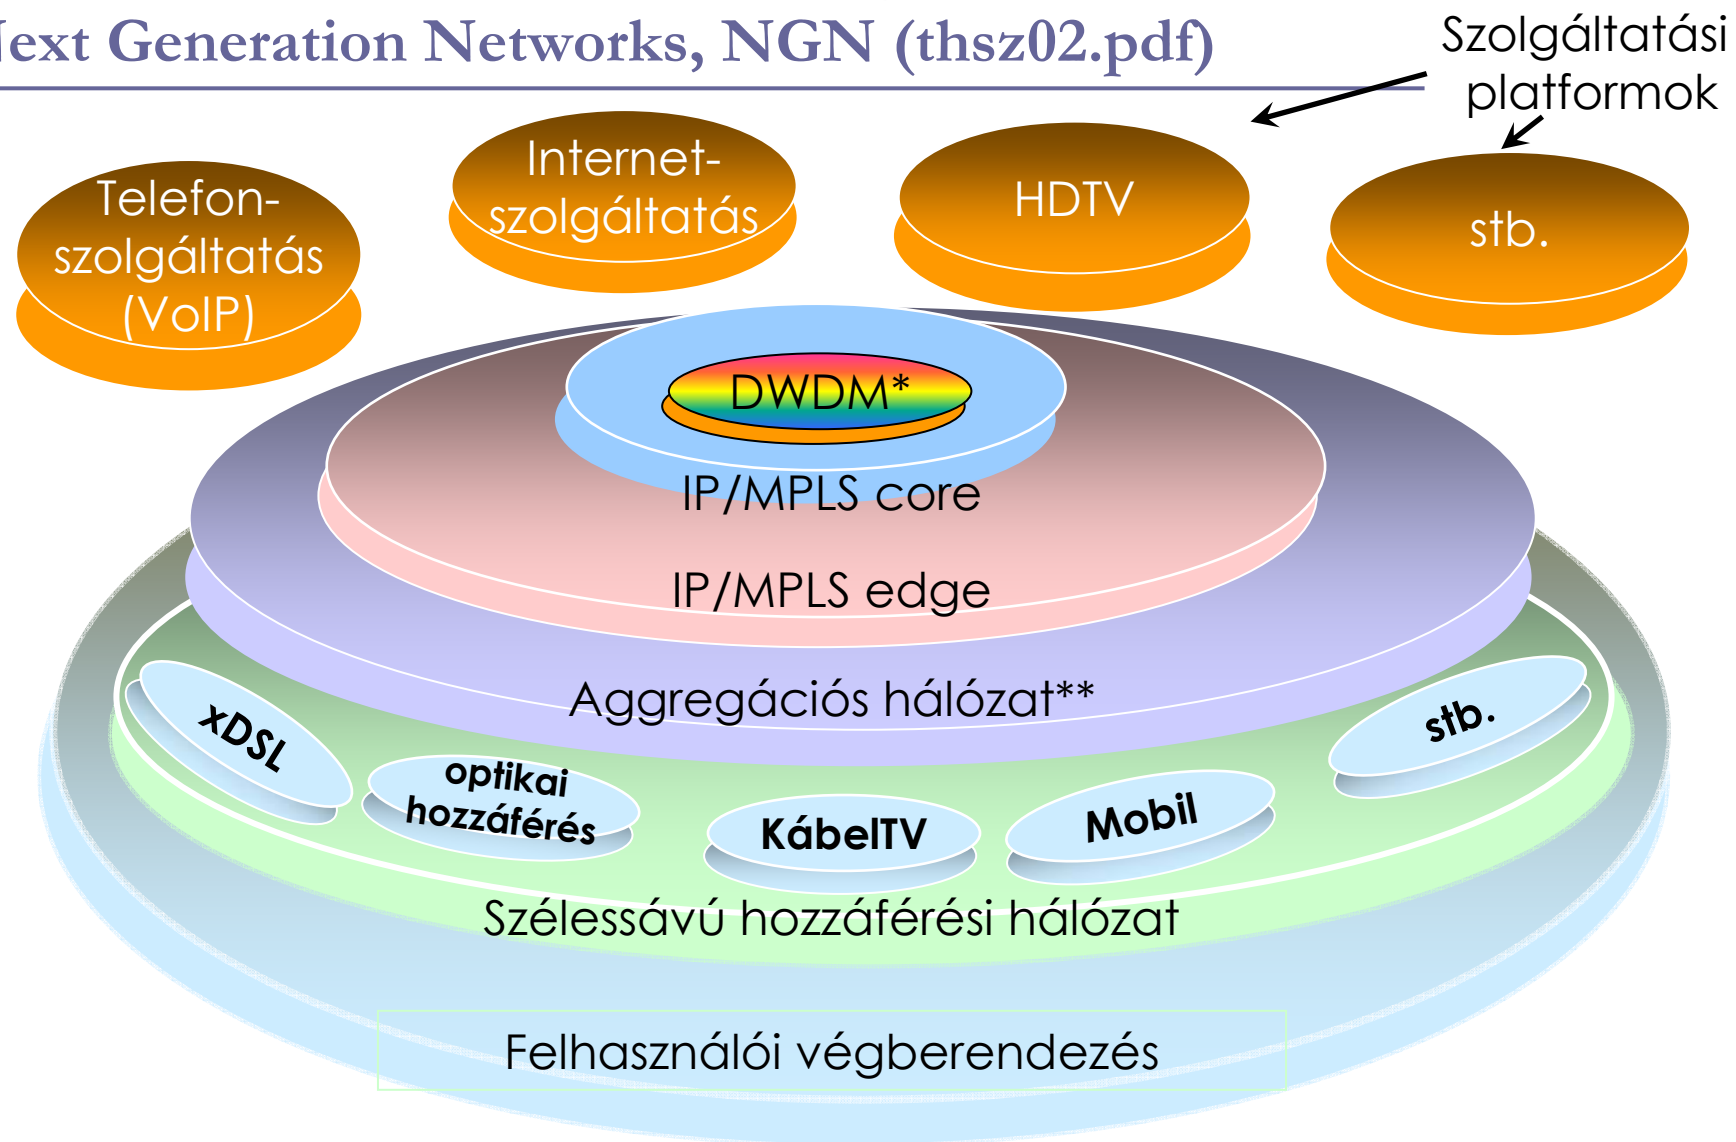 Next Generation Networks, NGN (thsz02.pdf)
Szolgáltatási
platformok
Telefon-
szolgáltatás
(VoIP)
Internet-
szolgáltatás
HDTV
stb.
DWDM*
IP/MPLS core
IP/MPLS edge
Aggregációs hálózat**
xDSL
optikai
hozzáférés
KábelTV
Mobil
stb.
Szélessávú hozzáférési hálózat
Felhasználói végberendezés